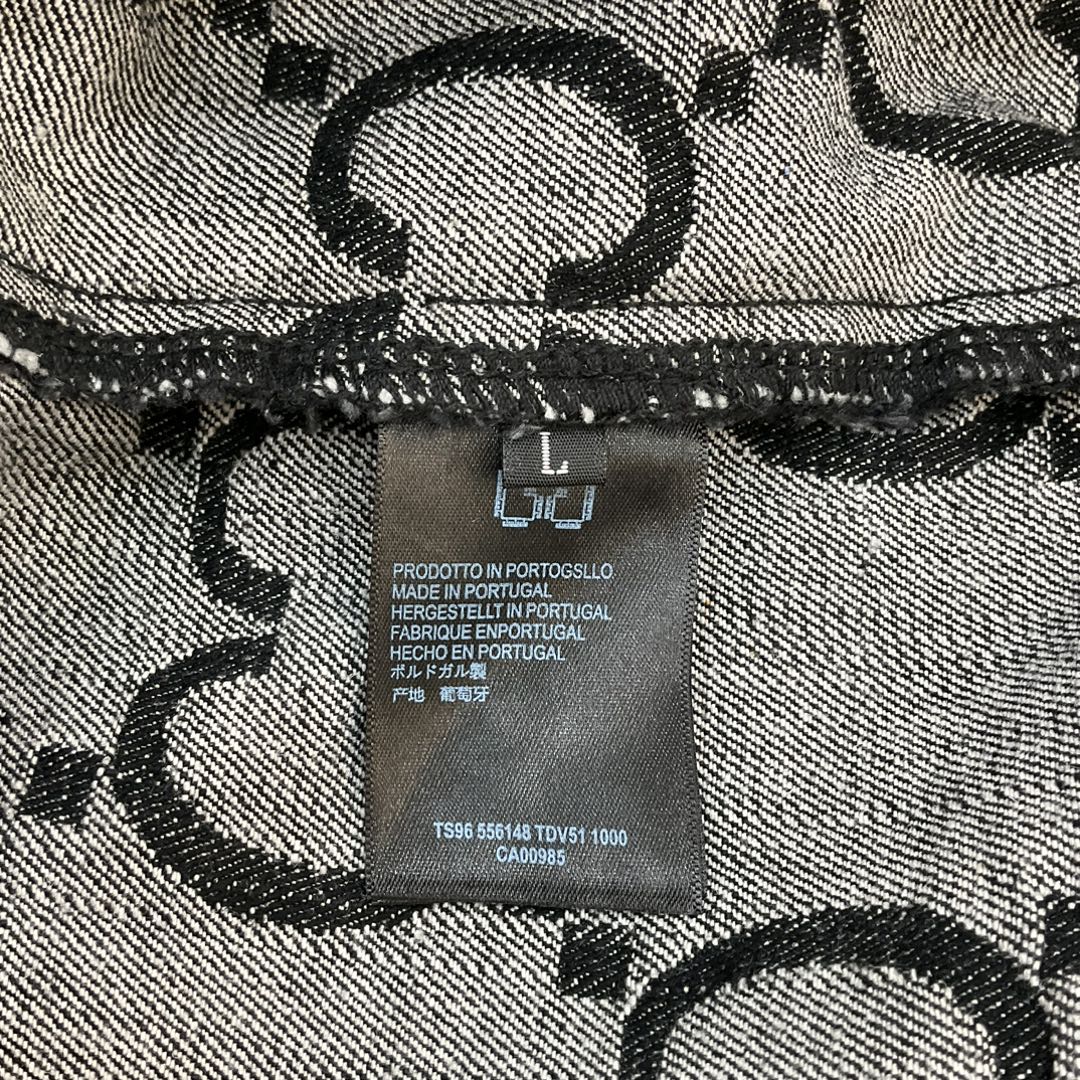 L
PRODOTTO IN PORTOGSLLO
MADE IN PORTUGAL
HERGESTELLT IN PORTUGAL
FABRIQUE ENPORTUGAL
HECHO EN PORTUGAL
ボルドガル製
产地 葡萄牙
TS96 556148 TDV51 1000
CA00985